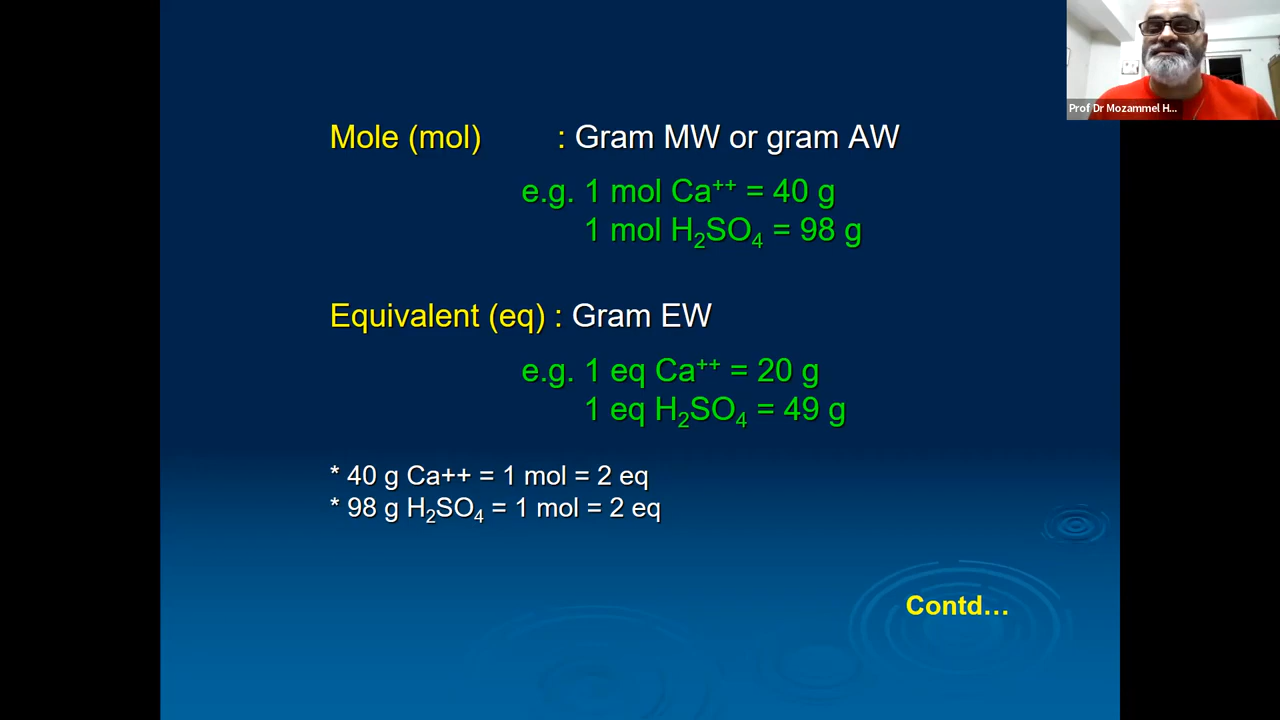 Prof Dr Mozammel H...
Mole (mol) : Gram MW or gram AW
e.g. 1 mol Ca⁺⁺ = 40 g
1 mol H₂SO₄ = 98 g
Equivalent (eq) : Gram EW
e.g. 1 eq Ca⁺⁺ = 20 g
1 eq H₂SO₄ = 49 g
* 40 g Ca++ = 1 mol = 2 eq
* 98 g H₂SO₄ = 1 mol = 2 eq
Contd…